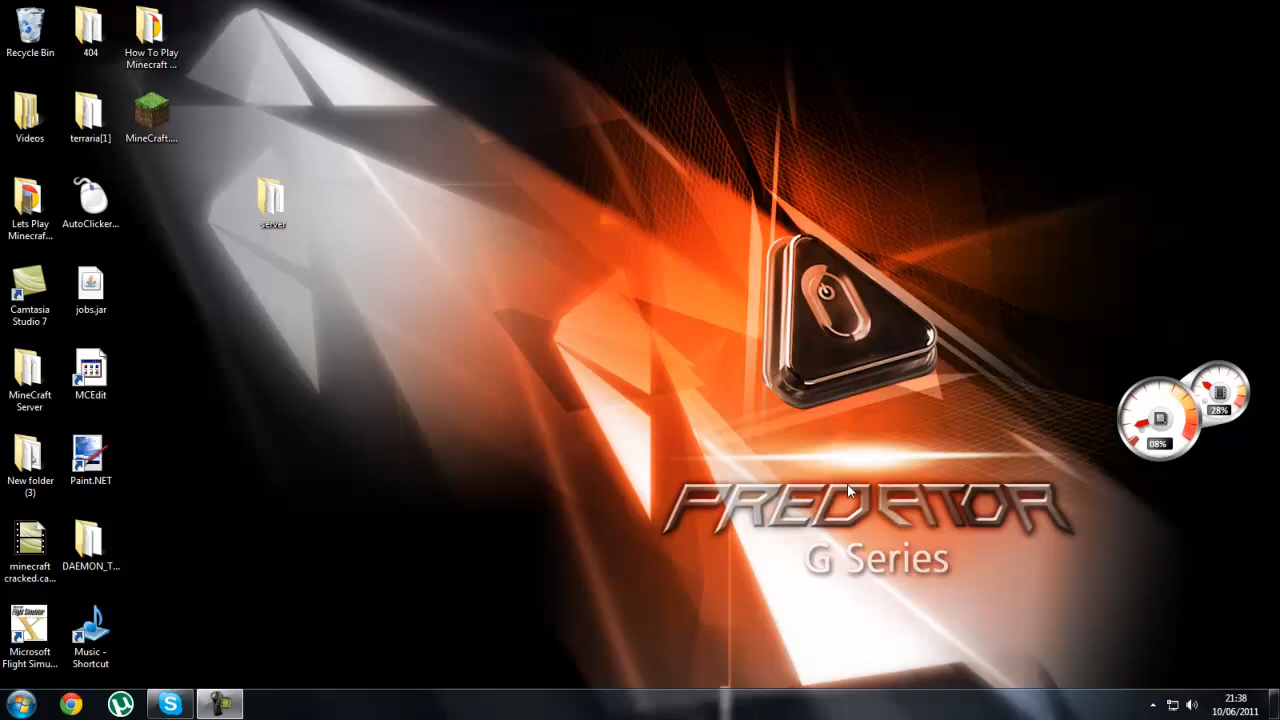 Recycle Bin
404
How To Play
Minecraft ...
Videos
terraria[1]
MineCraft....
Lets Play
Minecraf...
AutoClicker...
server
Camtasia
Studio 7
jobs.jar
MineCraft
Server
MCEdit
New folder
(3)
Paint.NET
minecraft
cracked.ca...
DAEMON_T...
Microsoft
Flight Simu...
Music -
Shortcut
28%
08%
PREDATOR
G Series
21:38
10/06/2011